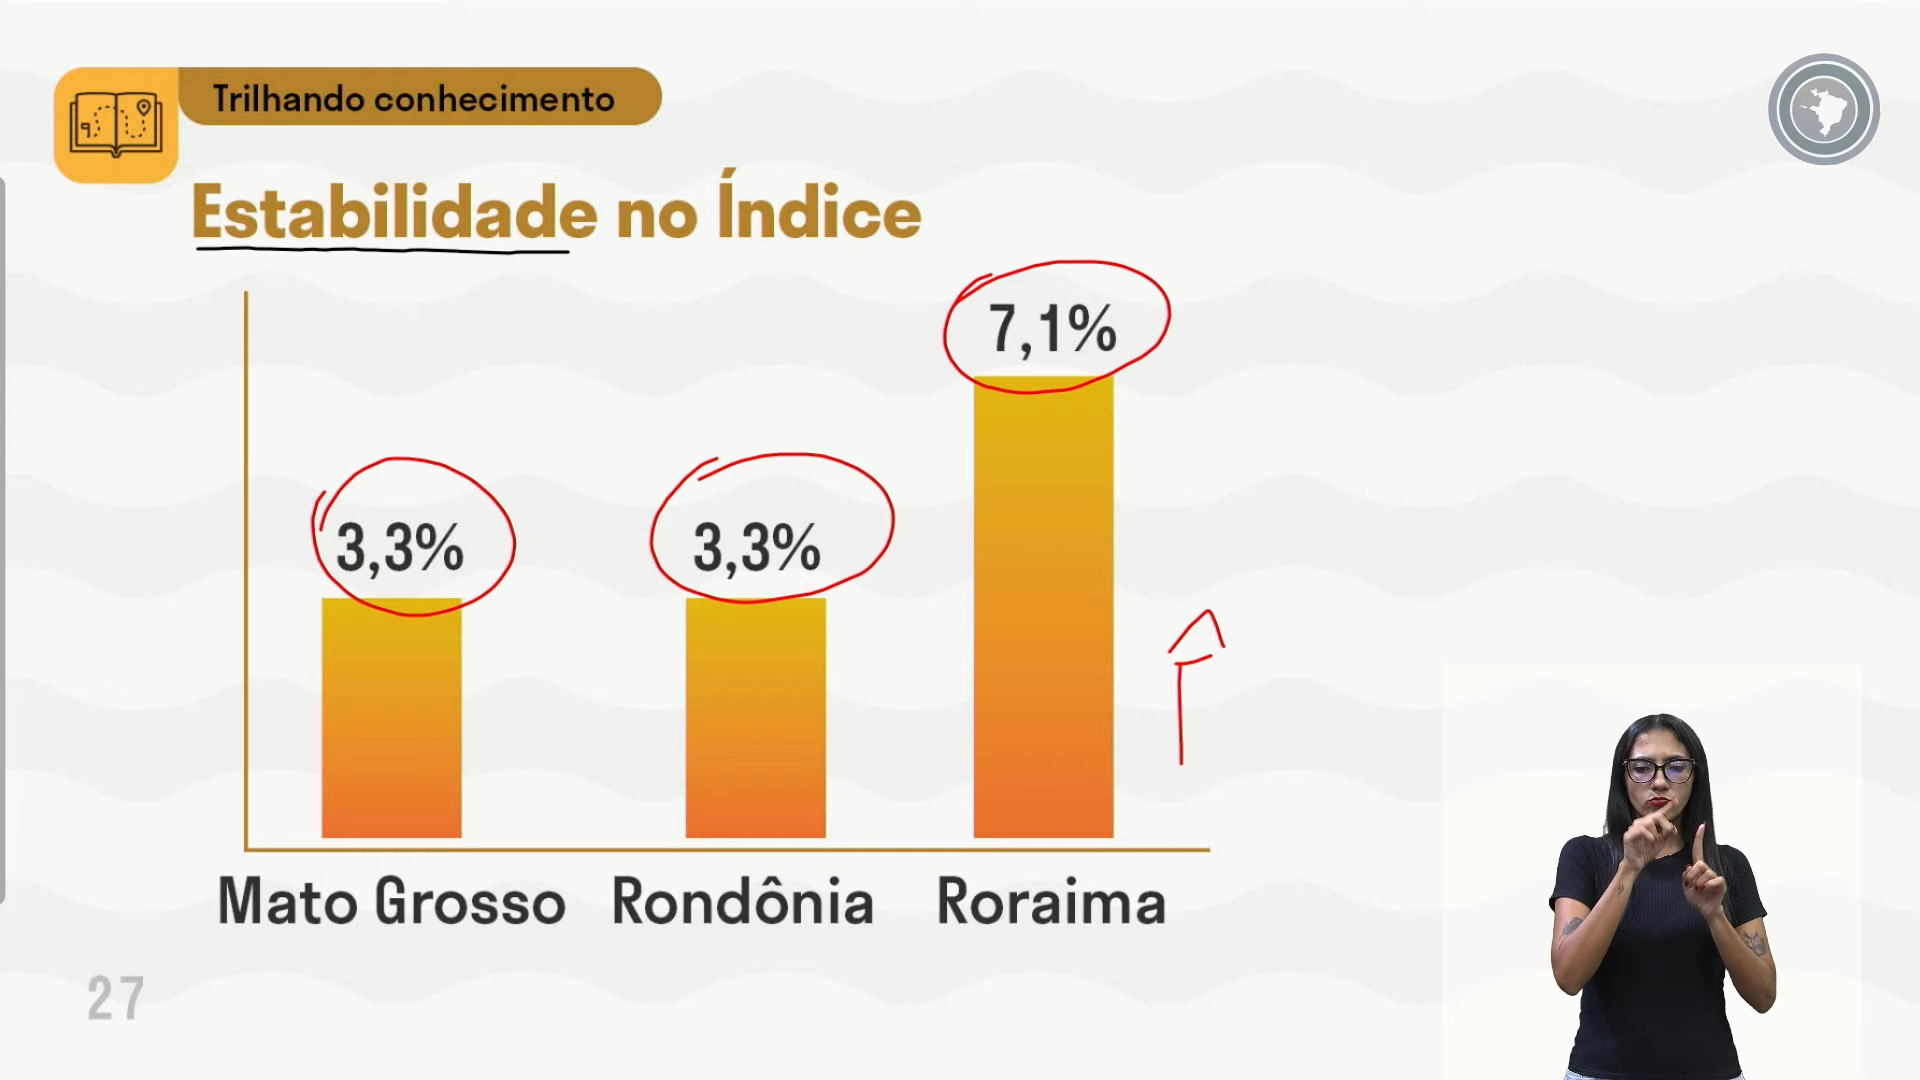 Trilhando conhecimento
Estabilidade no Índice
7,1%
3,3% 3,3%
Mato Grosso Rondônia Roraima
27